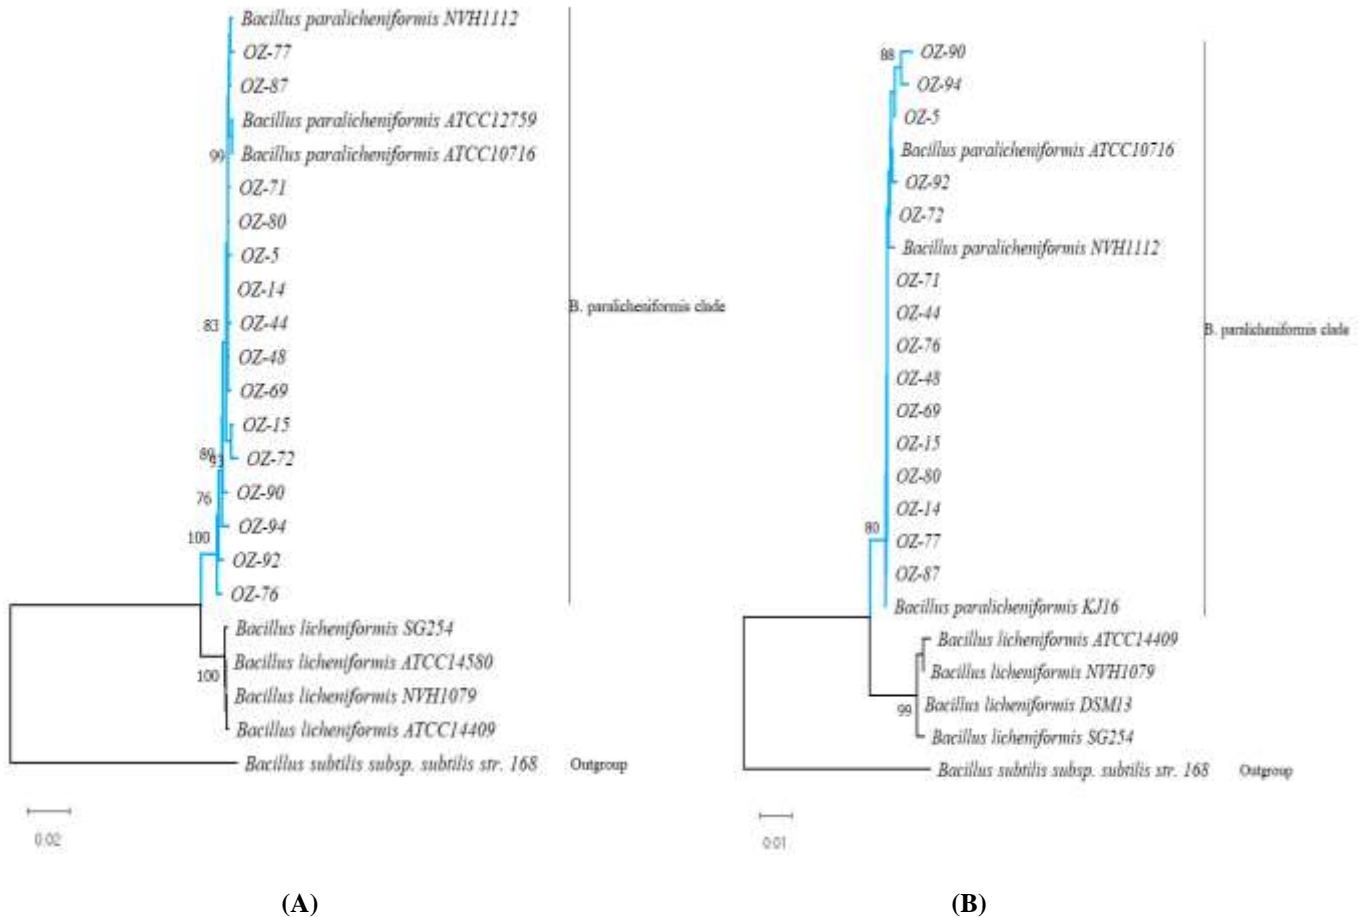 Bacillus paralicheniformis NVH1112
OZ-77
OZ-87
Bacillus paralicheniformis ATCC12759
Bacillus paralicheniformis ATCC10716
99
OZ-71
OZ-80
OZ-5
OZ-14
OZ-44
83
OZ-48
OZ-69
OZ-15
OZ-72
93
OZ-90
76
OZ-94
100
OZ-92
OZ-76
B. paralicheniformis clade
Bacillus licheniformis SG254
Bacillus licheniformis ATCC14580
100
Bacillus licheniformis NVH1079
Bacillus licheniformis ATCC14409
Bacillus subtilis subsp. subtilis str. 168 Outgroup
0.02
(A)
88
OZ-90
OZ-94
OZ-5
Bacillus paralicheniformis ATCC10716
OZ-92
OZ-72
Bacillus paralicheniformis NVH1112
OZ-71
OZ-44
OZ-76
OZ-48
OZ-69
OZ-15
OZ-80
OZ-14
80
OZ-77
OZ-87
Bacillus paralicheniformis KJ16
B. paralicheniformis clade
Bacillus licheniformis ATCC14409
Bacillus licheniformis NVH1079
Bacillus licheniformis DSM13
99
Bacillus licheniformis SG254
Bacillus subtilis subsp. subtilis str. 168 Outgroup
0.01
(B)